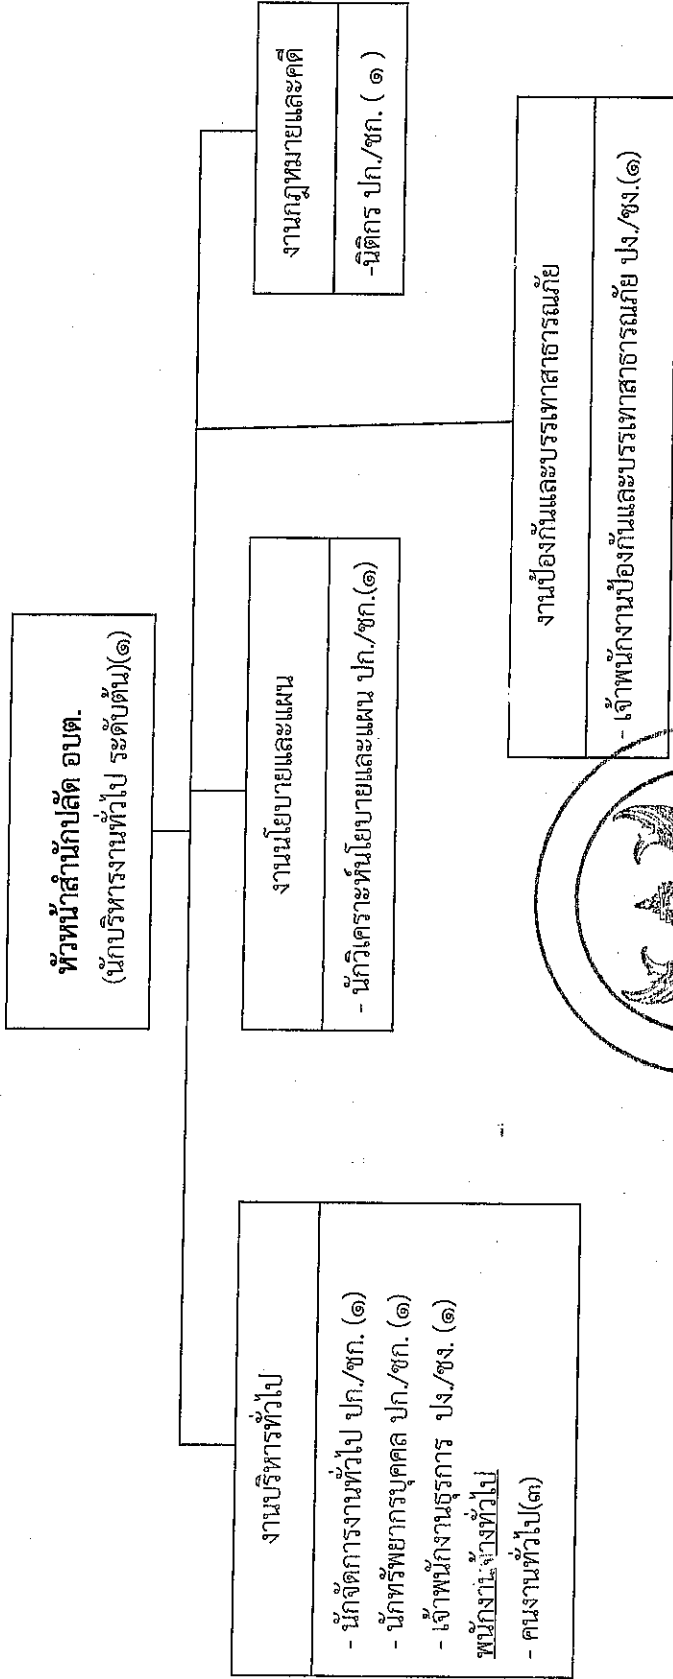 หัวหน้าสำนักปลัด อบต.
(นักบริหารงานทั่วไป ระดับต้น)(๑)
งานบริหารทั่วไป
- นักจัดการงานทั่วไป ปก./ชก. (๑)
- นักทรัพยากรบุคคล ปก./ชก. (๑)
- เจ้าพนักงานธุรการ ปง./ชง. (๑)
พนักงานจ้างทั่วไป
- คนงานทั่วไป(๓)
งานนโยบายและแผน
- นักวิเคราะห์นโยบายและแผน ปก./ชก.(๑)
งานกฎหมายและคดี
-นิติกร ปก./ชก. ( ๑ )
งานป้องกันและบรรเทาสาธารณภัย
- เจ้าพนักงานป้องกันและบรรเทาสาธารณภัย ปง./ชง.(๑)